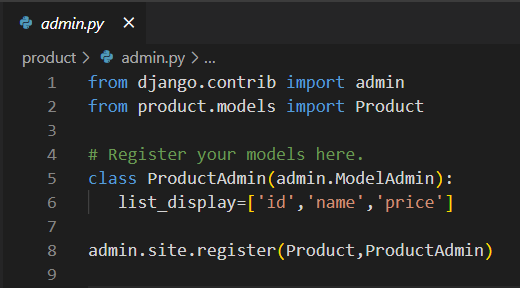 admin.py ×
product > admin.py > ...
1 from django.contrib import admin
2 from product.models import Product
3
4 # Register your models here.
5 class ProductAdmin(admin.ModelAdmin):
6     list_display=['id','name','price']
7
8 admin.site.register(Product,ProductAdmin)
9